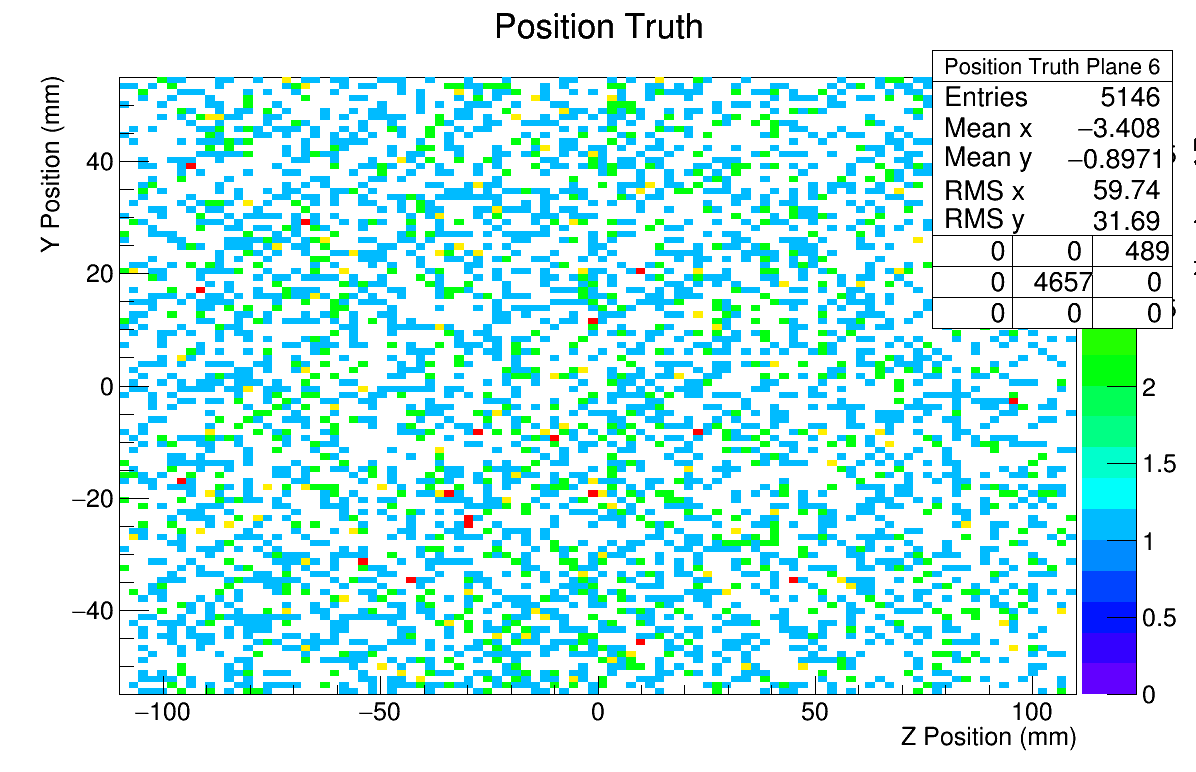 Position Truth
Y Position (mm)
40
20
0
−20
−40
−100
−50
0
50
100
Z Position (mm)
Position Truth Plane 6
Entries 5146
Mean x −3.408
Mean y −0.8971
RMS x 59.74
RMS y 31.69
0 0 489
0 4657 0
0 0 0
2
1.5
1
0.5
0